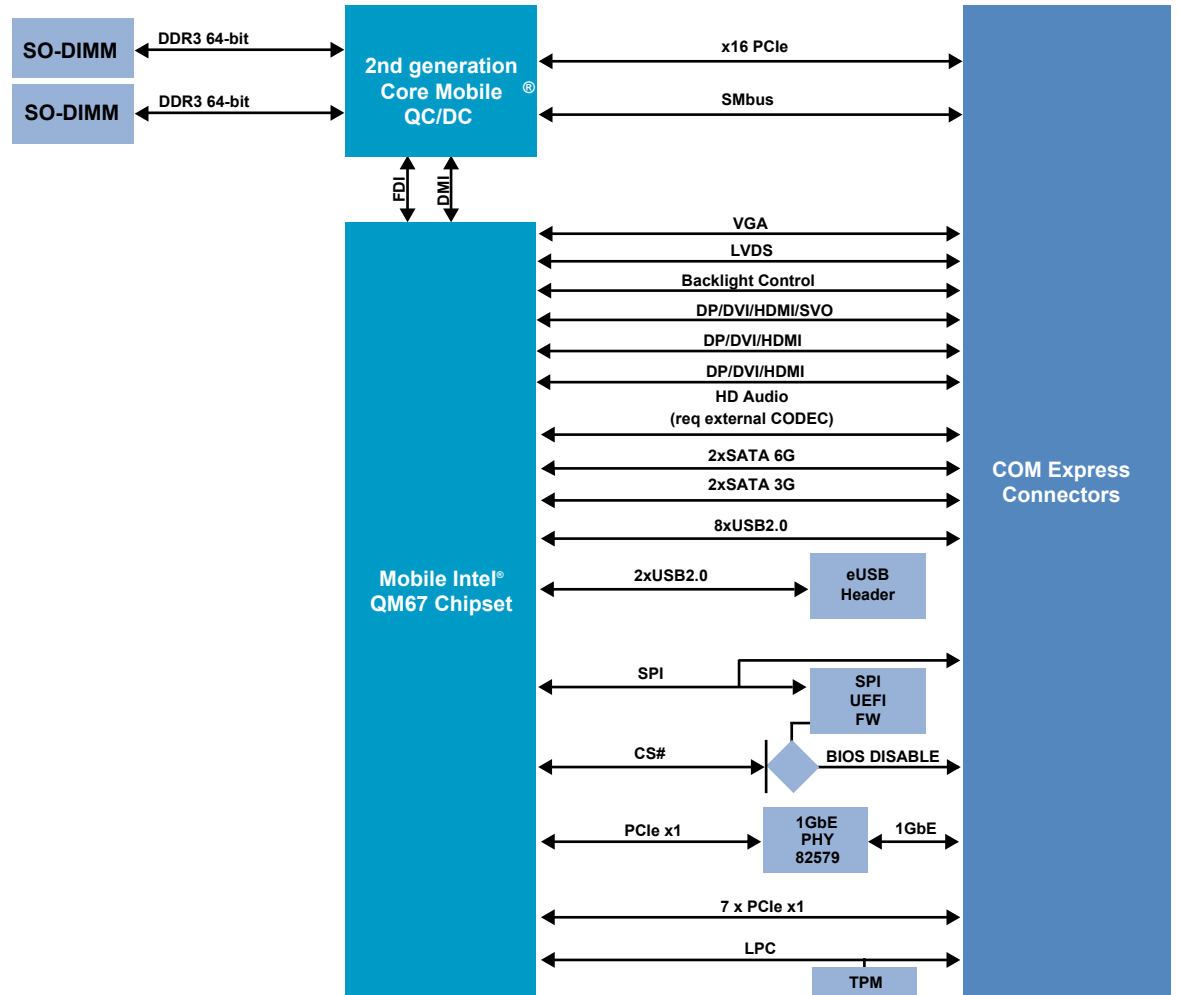 SO-DIMM
DDR3 64-bit
SO-DIMM
DDR3 64-bit
2nd generation
Core Mobile ®
QC/DC
x16 PCIe
SMbus
FDI
DMI
VGA
LVDS
Backlight Control
DP/DVI/HDMI/SVO
DP/DVI/HDMI
DP/DVI/HDMI
HD Audio
(req external CODEC)
2xSATA 6G
2xSATA 3G
8xUSB2.0
COM Express
Connectors
Mobile Intel®
QM67 Chipset
2xUSB2.0
eUSB
Header
SPI
SPI
UEFI
FW
CS#
BIOS DISABLE
PCIe x1
1GbE
PHY
82579
1GbE
7 x PCIe x1
LPC
TPM